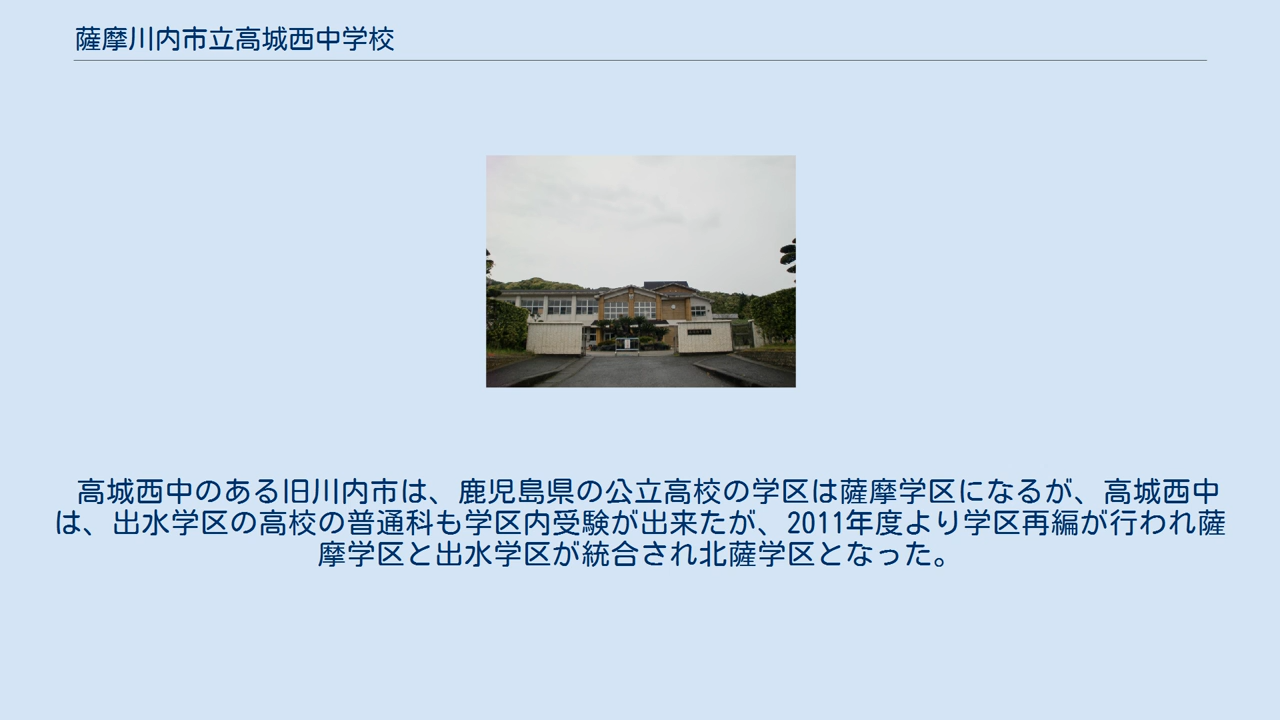 薩摩川内市立高城西中学校
高城西中のある旧川内市は、鹿児島県の公立高校の学区は薩摩学区になるが、高城西中
は、出水学区の高校の普通科も学区内受験が出来たが、2011年度より学区再編が行われ薩
摩学区と出水学区が統合され北薩学区となった。